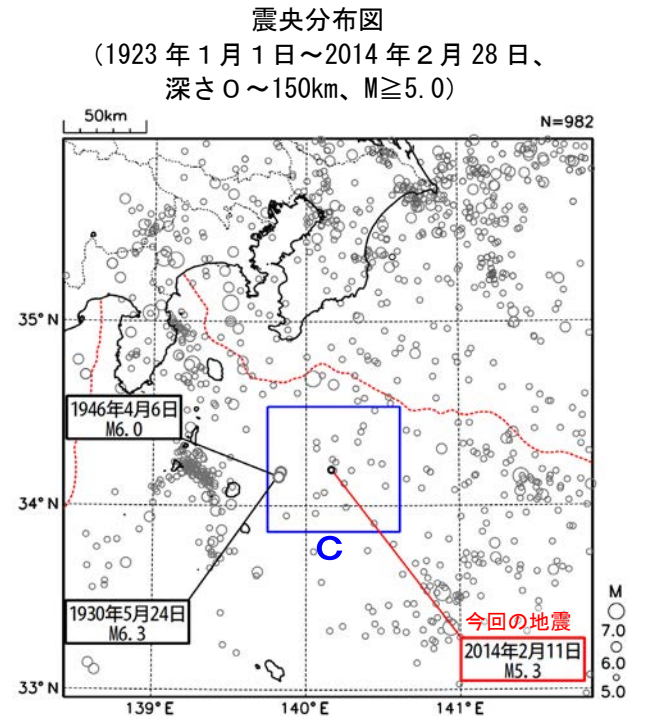 震央分布図
（1923年１月１日～2014年２月28日、
深さ０～150km、M≧5.0）
50km
N=982
35°N
1946年4月6日
M6.0
34°N
C
1930年5月24日
M6.3
今回の地震
2014年2月11日
M5.3
M
7.0
6.0
5.0
33°N
139°E
140°E
141°E